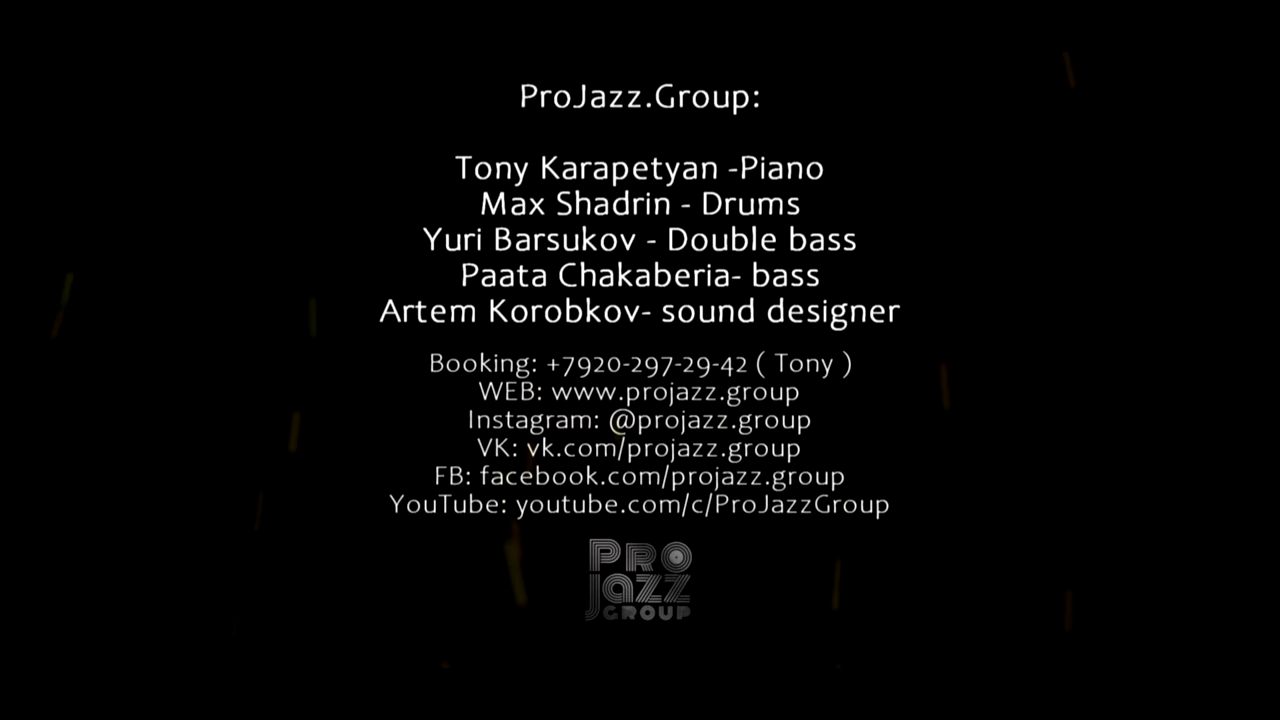 ProJazz.Group:
Tony Karapetyan -Piano
Max Shadrin - Drums
Yuri Barsukov - Double bass
Paata Chakaberia- bass
Artem Korobkov- sound designer
Booking: +7920-297-29-42 ( Tony )
WEB: www.projazz.group
Instagram: @projazz.group
VK: vk.com/projazz.group
FB: facebook.com/projazz.group
YouTube: youtube.com/c/ProJazzGroup
PRO
jazz
GROUP